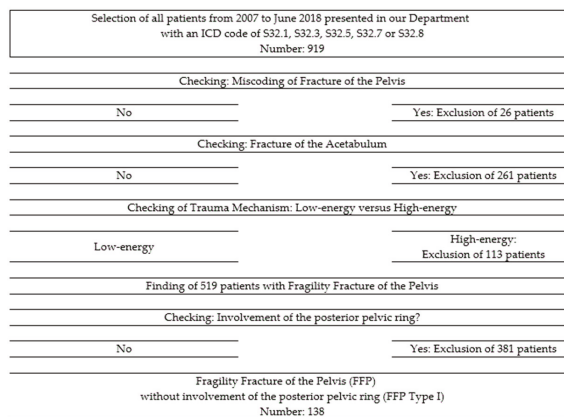 Selection of all patients from 2007 to June 2018 presented in our Department
with an ICD code of S32.1, S32.3, S32.5, S32.7 or S32.8
Number: 919
Checking: Miscoding of Fracture of the Pelvis
No
Yes: Exclusion of 26 patients
Checking: Fracture of the Acetabulum
No
Yes: Exclusion of 261 patients
Checking of Trauma Mechanism: Low-energy versus High-energy
Low-energy
High-energy:
Exclusion of 113 patients
Finding of 519 patients with Fragility Fracture of the Pelvis
Checking: Involvement of the posterior pelvic ring?
No
Yes: Exclusion of 381 patients
Fragility Fracture of the Pelvis (FFP)
without involvement of the posterior pelvic ring (FFP Type I)
Number: 138